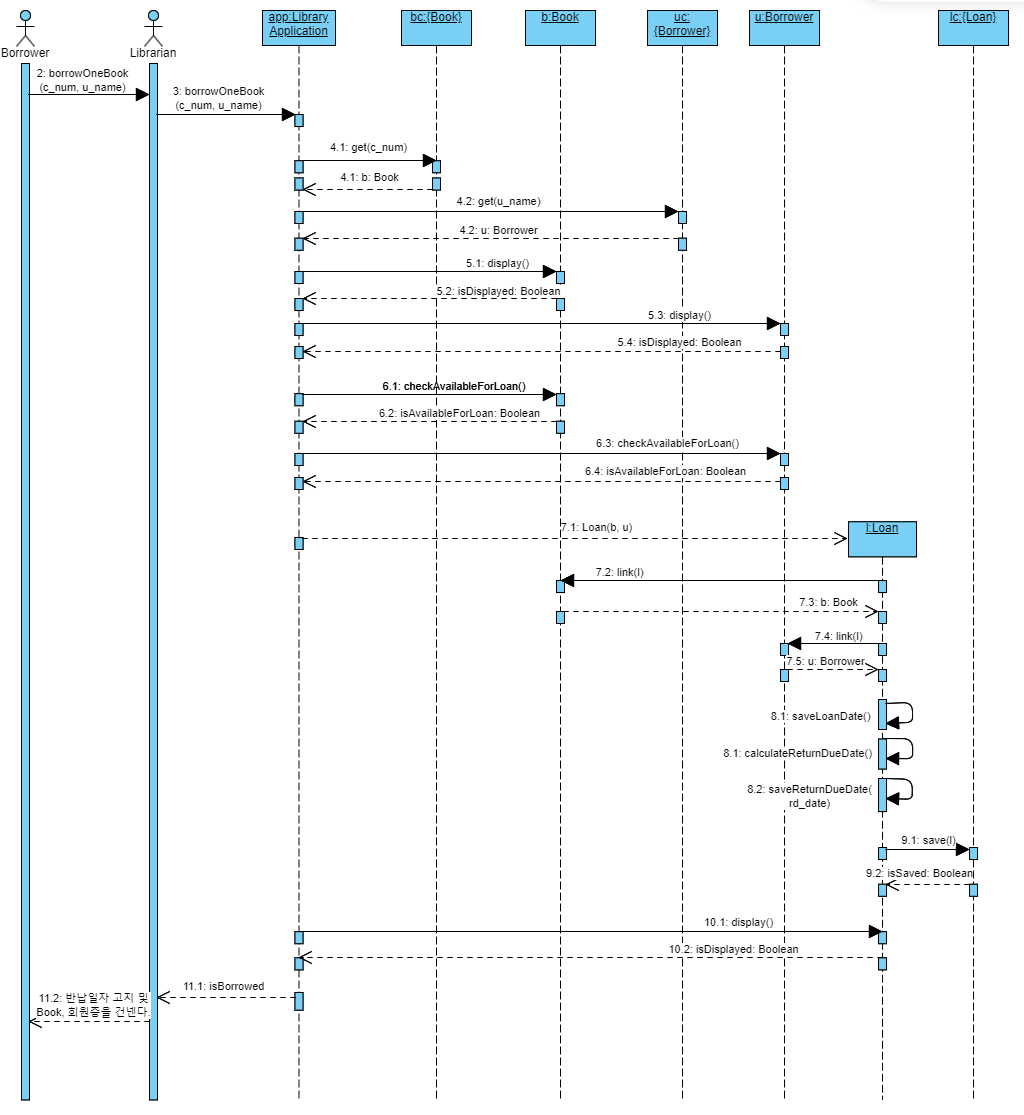 Borrower
Librarian
app:Library
Application
bc:{Book}
b:Book
uc:
{Borrower}
u:Borrower
lc:{Loan}
2: borrowOneBook
(c_num, u_name)
3: borrowOneBook
(c_num, u_name)
4.1: get(c_num)
4.1: b: Book
4.2: get(u_name)
4.2: u: Borrower
5.1: display()
5.2: isDisplayed: Boolean
5.3: display()
5.4: isDisplayed: Boolean
6.1: checkAvailableForLoan()
6.2: isAvailableForLoan: Boolean
6.3: checkAvailableForLoan()
6.4: isAvailableForLoan: Boolean
7.1: Loan(b, u)
l:Loan
7.2: link(l)
7.3: b: Book
7.4: link(l)
7.5: u: Borrower
8.1: saveLoanDate()
8.1: calculateReturnDueDate()
8.2: saveReturnDueDate(
rd_date)
9.1: save(l)
9.2: isSaved: Boolean
10.1: display()
10.2: isDisplayed: Boolean
11.1: isBorrowed
11.2: 반납일자 고지 및
Book, 회원증을 건넨다.